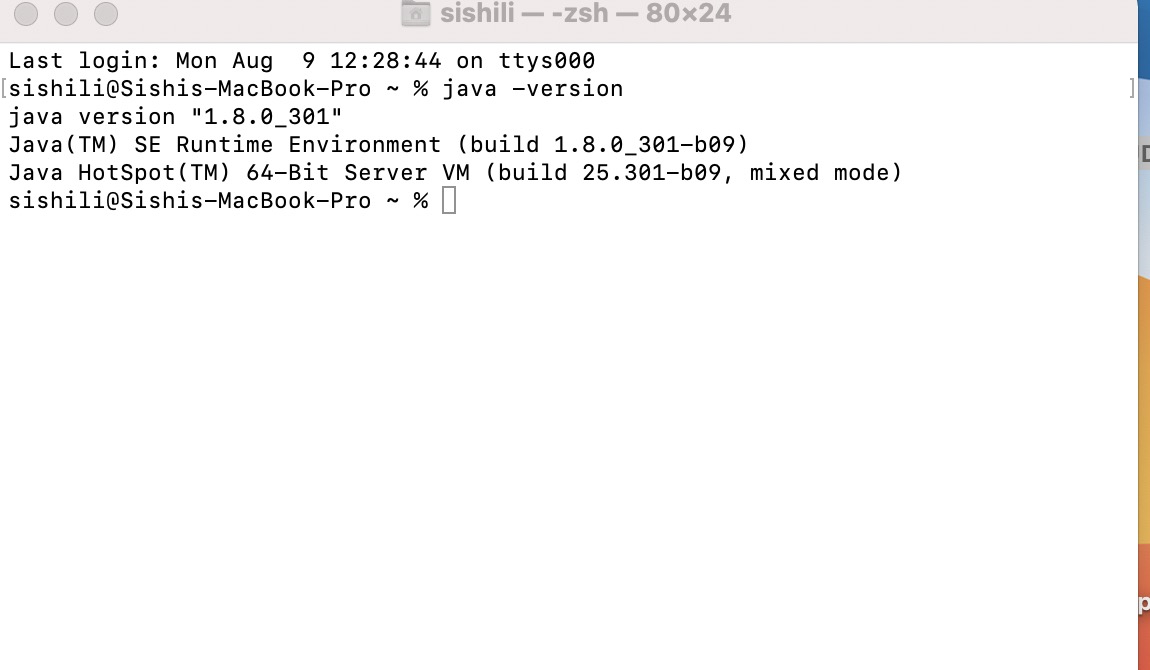 sishili — -zsh — 80×24
Last login: Mon Aug  9 12:28:44 on ttys000
[sishili@Sishis-MacBook-Pro ~ % java -version ]
java version "1.8.0_301"
Java(TM) SE Runtime Environment (build 1.8.0_301-b09)
Java HotSpot(TM) 64-Bit Server VM (build 25.301-b09, mixed mode)
sishili@Sishis-MacBook-Pro ~ %